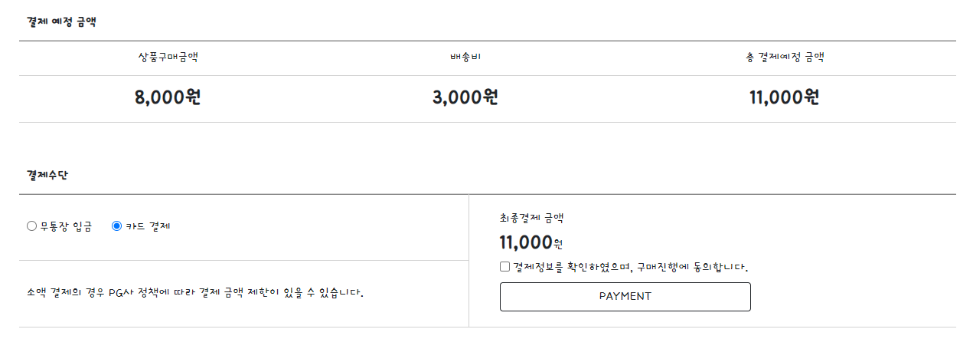 결제 예정 금액
상품구매금액 배송비 총 결제예정 금액
8,000원 3,000원 11,000원
결제수단
무통장 입금 카드 결제
소액 결제의 경우 PG사 정책에 따라 결제 금액 제한이 있을 수 있습니다.
최종결제 금액
11,000원
결제정보를 확인하였으며, 구매진행에 동의합니다.
PAYMENT